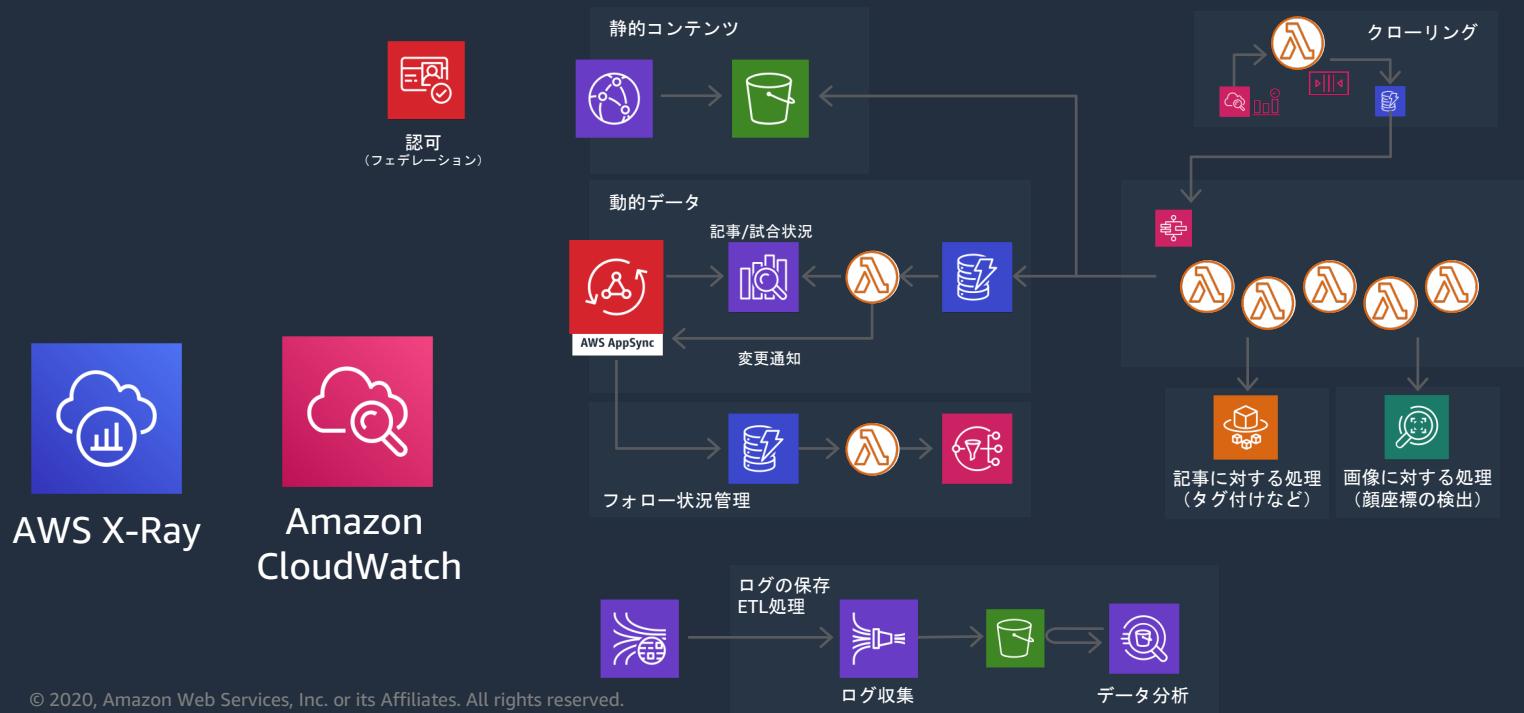 静的コンテンツ
クローリング
認可
（フェデレーション）
動的データ
記事/試合状況
AWS AppSync
変更通知
AWS X-Ray
Amazon
CloudWatch
フォロー状況管理
記事に対する処理
（タグ付けなど）
画像に対する処理
（顔座標の検出）
ログの保存
ETL処理
ログ収集
データ分析
© 2020, Amazon Web Services, Inc. or its Affiliates. All rights reserved.